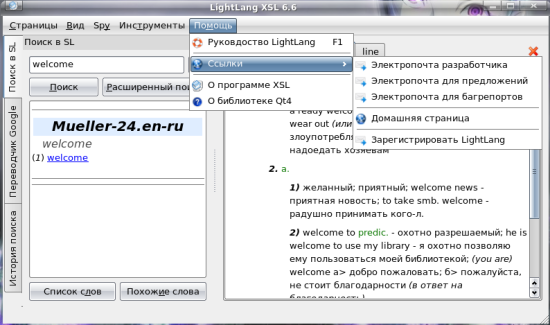 LightLang XSL 6.6
Страницы Вид Spy Инструменты Помощь
Поиск в SL
welcome
Поиск
Расширенный
Поиск в SL
Переводчик Google
История поиска
Mueller-24.en-ru
welcome
(1) welcome
Список слов
Похожие слова
Руковдоство LightLang F1
Ссылки
О программе XSL
О библиотеке Qt4
Электропочта разработчика
Электропочта для предложений
Электропочта для багрепортов
Домашняя страница
Зарегистрировать LightLang
line
a ready welcome
wear out (или
злоупотребл
надоедать хозяевам
2. a.
1) желанный; приятный; welcome news -
приятная новость; to take smb. welcome -
радушно принимать кого-л.
2) welcome to predic. - охотно разрешаемый; he is
welcome to use my library - я охотно позволяю
ему пользоваться моей библиотекой; (you are)
welcome а> добро пожаловать; б> пожалуйста,
не стоит благодарности (в ответ на
благодарность)